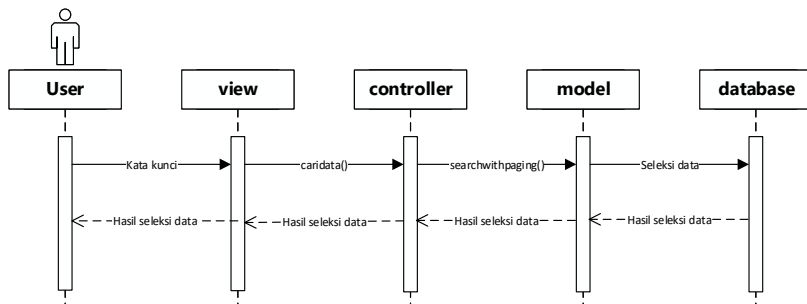 User view controller model database
Kata kunci caridata() searchwithpaging() Seleksi data
Hasil seleksi data Hasil seleksi data Hasil seleksi data Hasil seleksi data